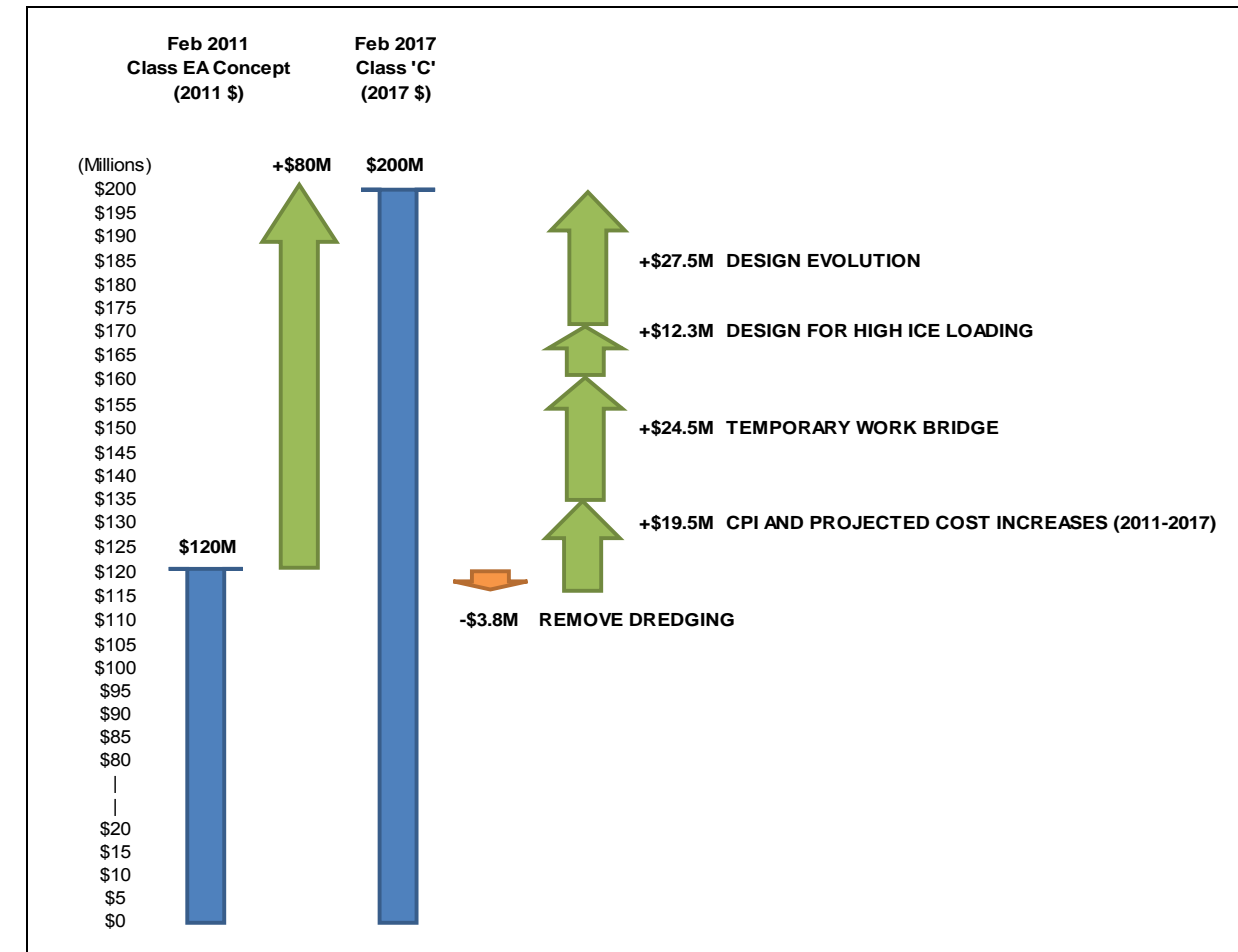 Feb 2011
Class EA Concept
(2011 $)
Feb 2017
Class 'C'
(2017 $)
(Millions)
+$80M
$200M
$200
$195
$190
$185
+$27.5M DESIGN EVOLUTION
$180
$175
$170
+$12.3M DESIGN FOR HIGH ICE LOADING
$165
$160
$155
$150
+$24.5M TEMPORARY WORK BRIDGE
$145
$140
$135
$130
+$19.5M CPI AND PROJECTED COST INCREASES (2011-2017)
$125
$120M
$120
$115
$110
-$3.8M REMOVE DREDGING
$105
$100
$95
$90
$85
$80
|
|
$20
$15
$10
$5
$0